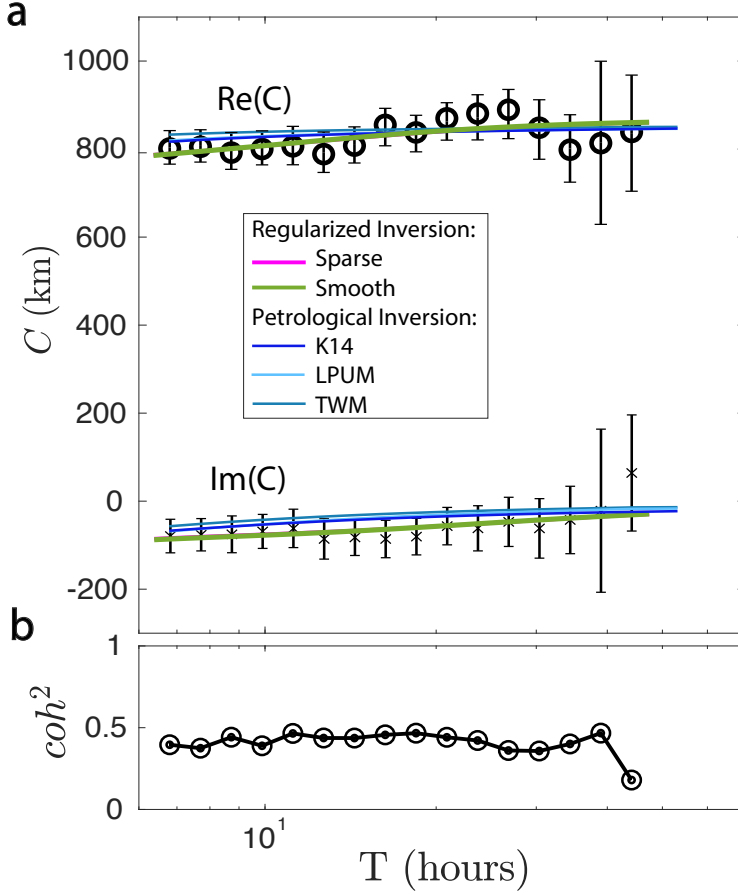 a
1000
Re(C)
800
600
Regularized Inversion:
Sparse
Smooth
Petrological Inversion:
K14
LPUM
TWM
400
C (km)
200
Im(C)
0
-200
b
1
coh²
0.5
0
10¹
T (hours)